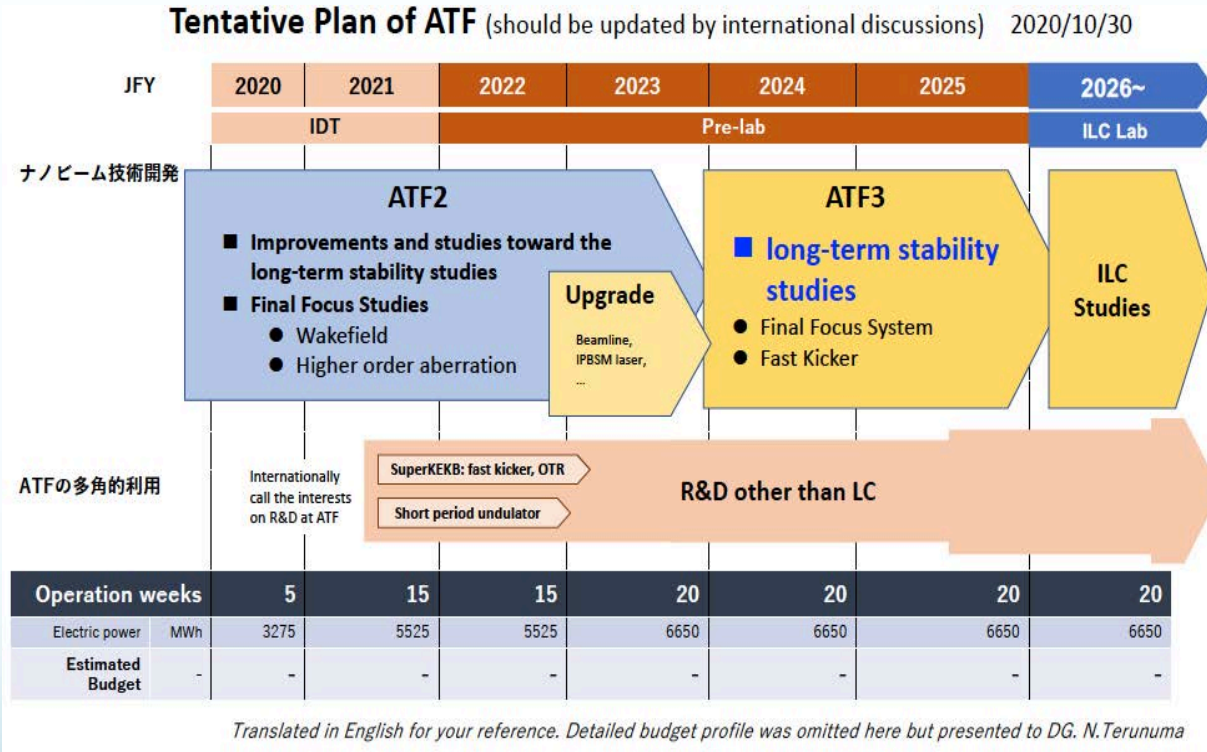 Tentative Plan of ATF (should be updated by international discussions) 2020/10/30
JFY 2020 2021 2022 2023 2024 2025 2026~
IDT Pre-lab ILC Lab
ナノビーム技術開発
ATF2
■ Improvements and studies toward the
long-term stability studies
■ Final Focus Studies
● Wakefield
● Higher order aberration
Upgrade
Beamline,
IPBSM laser,
...
ATF3
■ long-term stability
studies
● Final Focus System
● Fast Kicker
ILC
Studies
ATFの多角的利用
Internationally
call the interests
on R&D at ATF
SuperKEKB: fast kicker, OTR
Short period undulator
R&D other than LC
Operation weeks 5 15 15 20 20 20 20
Electric power MWh 3275 5525 5525 6650 6650 6650 6650
Estimated
Budget - - - - - - - -
Translated in English for your reference. Detailed budget profile was omitted here but presented to DG. N.Terunuma